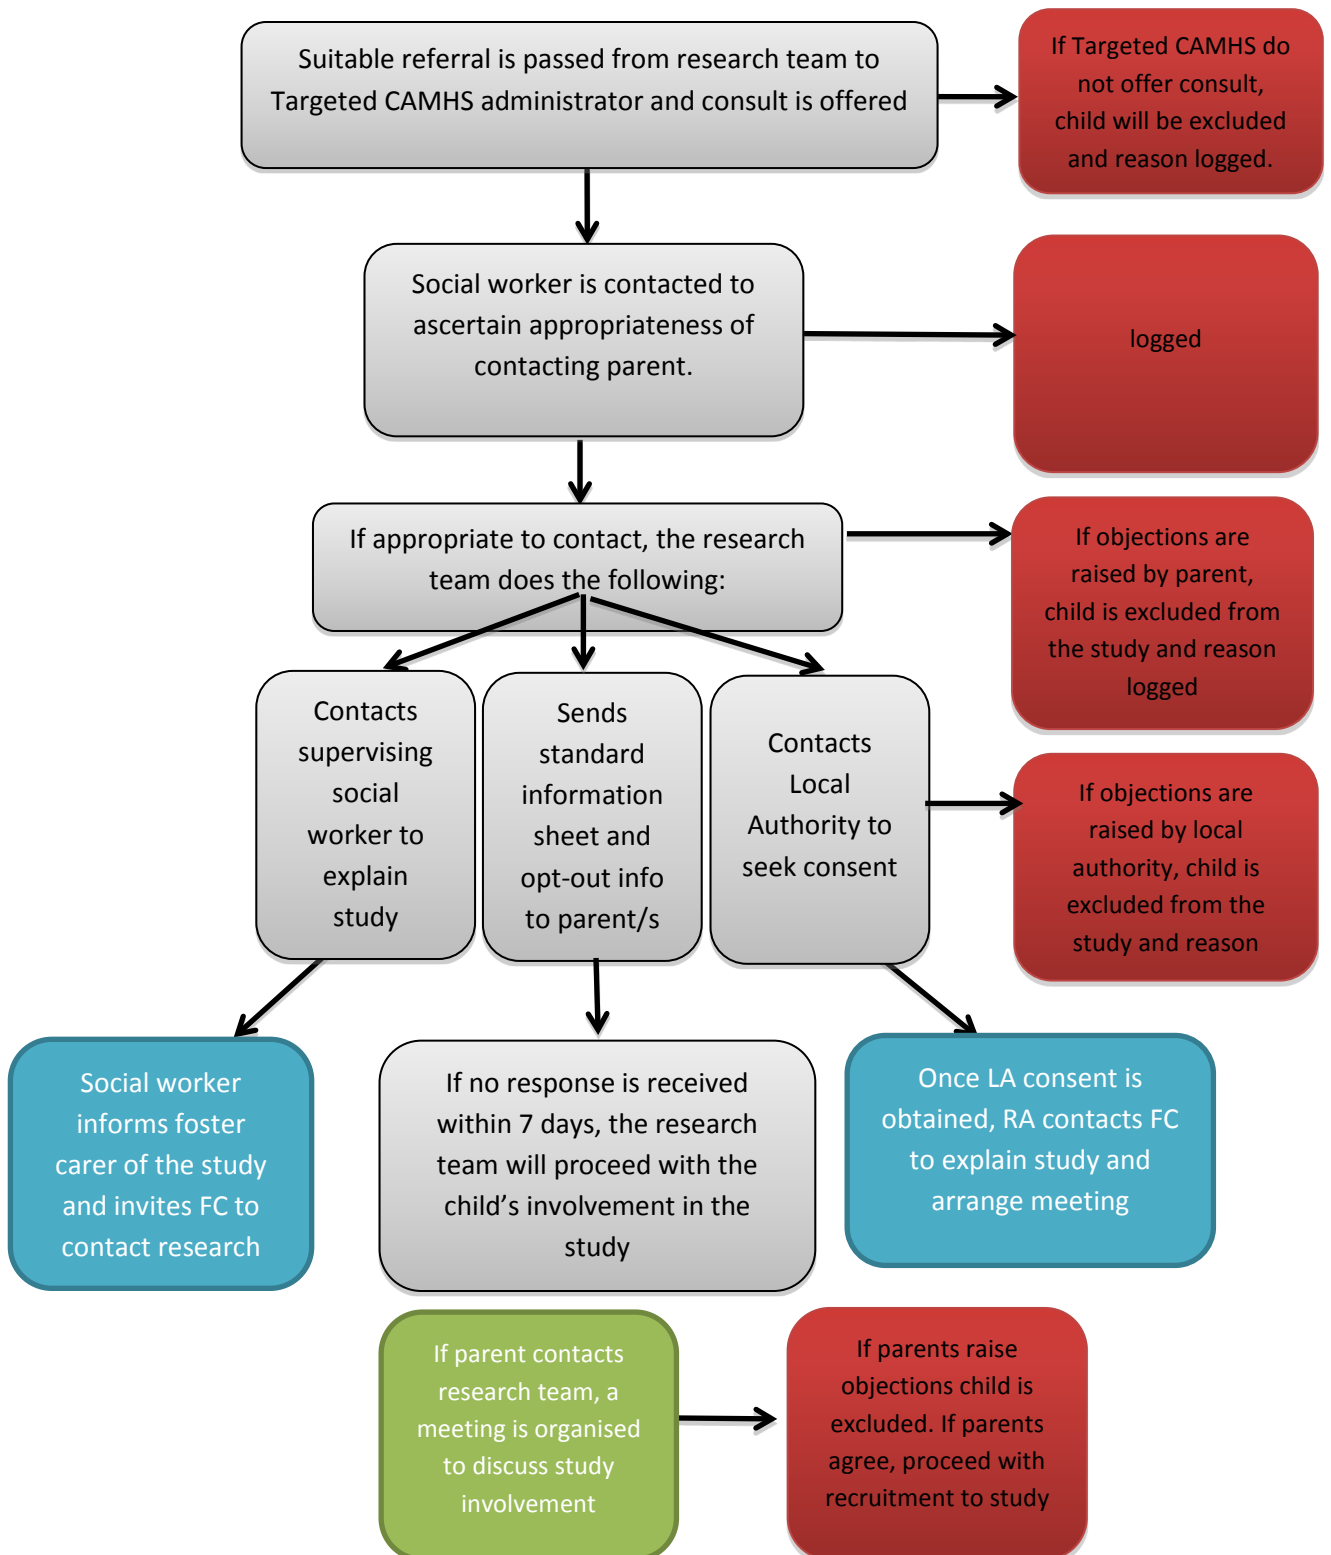 Suitable referral is passed from research team to
Targeted CAMHS administrator and consult is offered
If Targeted CAMHS do
not offer consult,
child will be excluded
and reason logged.
Social worker is contacted to
ascertain appropriateness of
contacting parent.
logged
If appropriate to contact, the research
team does the following:
If objections are
raised by parent,
child is excluded from
the study and reason
logged
Contacts
supervising
social
worker to
explain
study
Sends
standard
information
sheet and
opt-out info
to parent/s
Contacts
Local
Authority to
seek consent
If objections are
raised by local
authority, child is
excluded from the
study and reason
Social worker
informs foster
carer of the study
and invites FC to
contact research
If no response is received
within 7 days, the research
team will proceed with the
child’s involvement in the
study
Once LA consent is
obtained, RA contacts FC
to explain study and
arrange meeting
If parent contacts
research team, a
meeting is organised
to discuss study
involvement
If parents raise
objections child is
excluded. If parents
agree, proceed with
recruitment to study